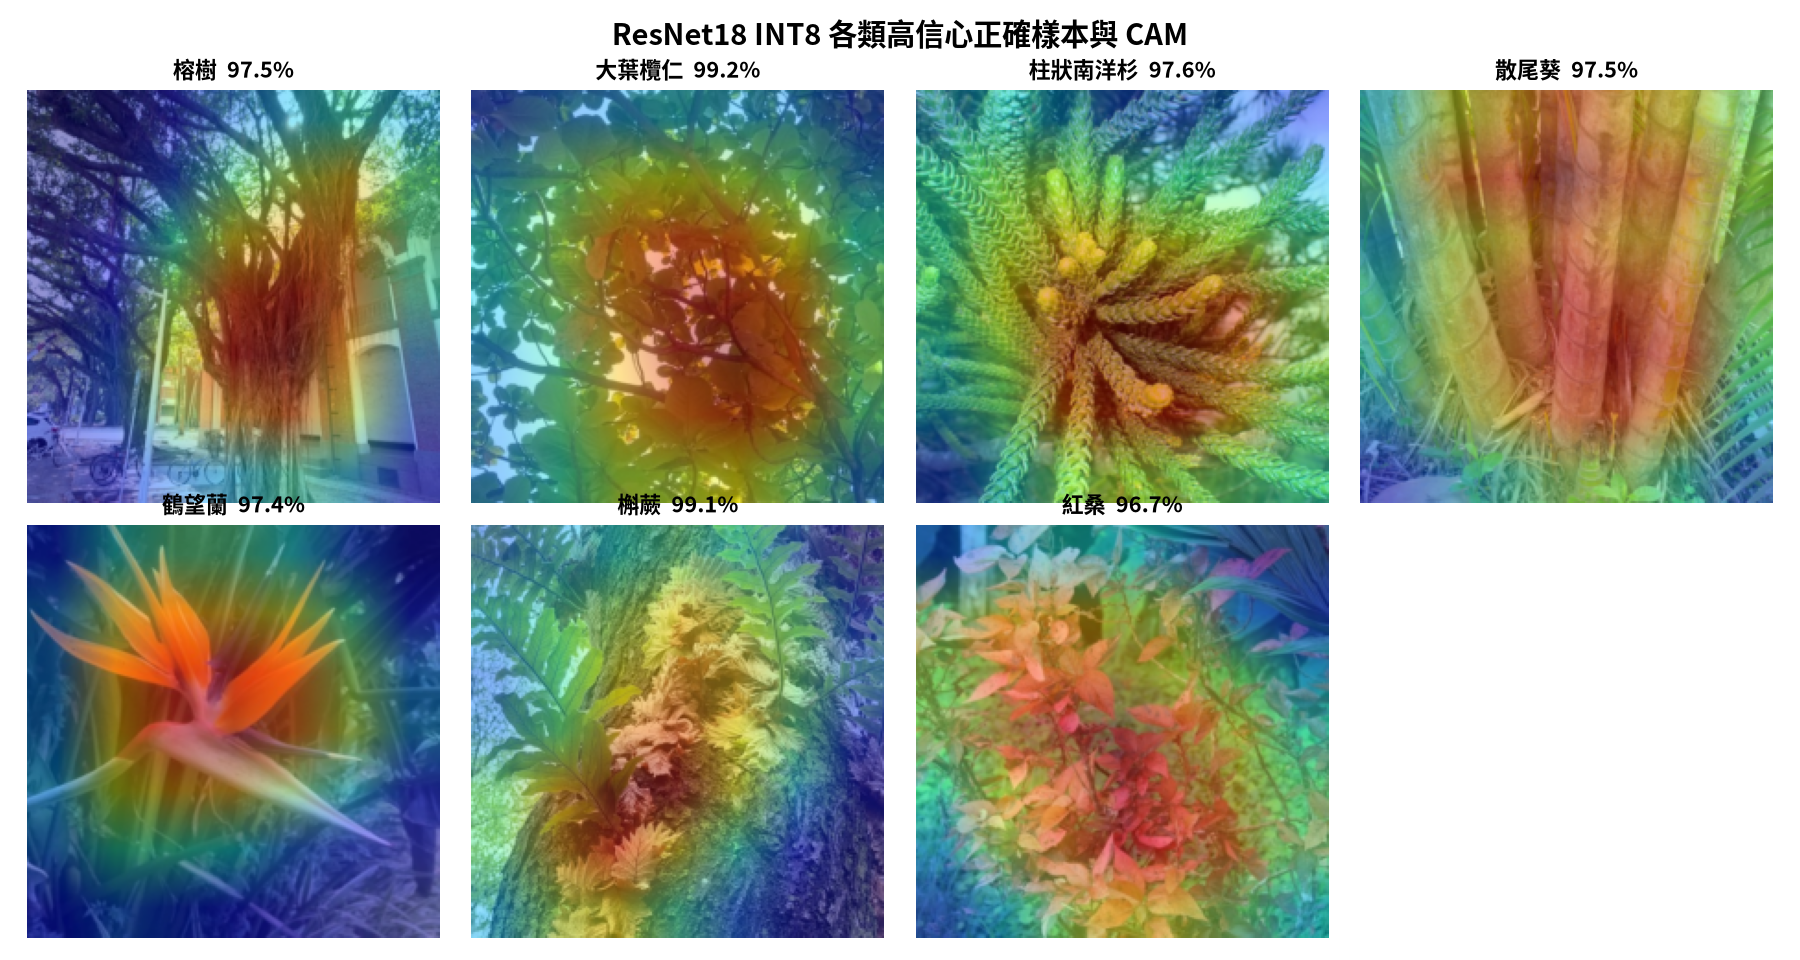 ResNet18 INT8 各類高信心正確樣本與 CAM
榕樹 97.5%
大葉欖仁 99.2%
柱狀南洋杉 97.6%
散尾葵 97.5%
鶴望蘭 97.4%
槲蕨 99.1%
紅桑 96.7%